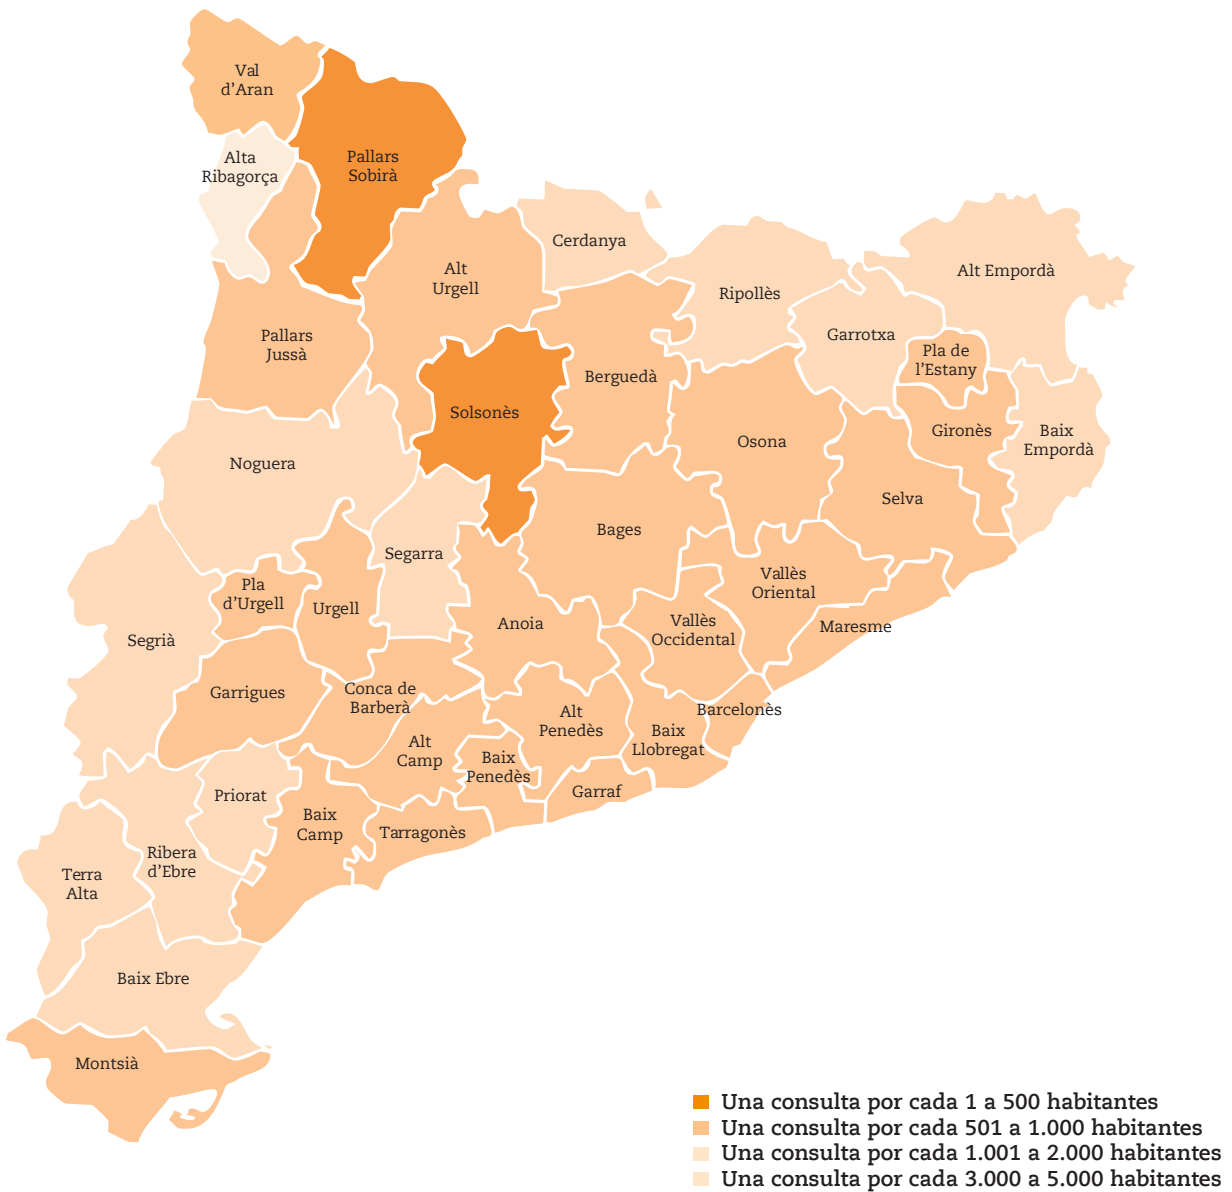 Val
d'Aran
Alta
Ribagorça
Pallars
Sobirà
Cerdanya
Alt
Urgell
Alt Empordà
Ripollès
Garrotxa
Pallars
Jussà
Pla de
l'Estany
Berguedà
Solsonès
Osona
Gironès
Baix
Empordà
Noguera
Selva
Bages
Segarra
Vallès
Oriental
Pla
d'Urgell
Urgell
Anoia
Vallès
Occidental
Maresme
Segrià
Garrigues
Conca de
Barberà
Barcelonès
Alt
Penedès
Baix
Llobregat
Alt
Camp
Baix
Penedès
Garraf
Priorat
Baix
Camp
Tarragonès
Ribera
d'Ebre
Terra
Alta
Baix Ebre
Montsià
Una consulta por cada 1 a 500 habitantes
Una consulta por cada 501 a 1.000 habitantes
Una consulta por cada 1.001 a 2.000 habitantes
Una consulta por cada 3.000 a 5.000 habitantes